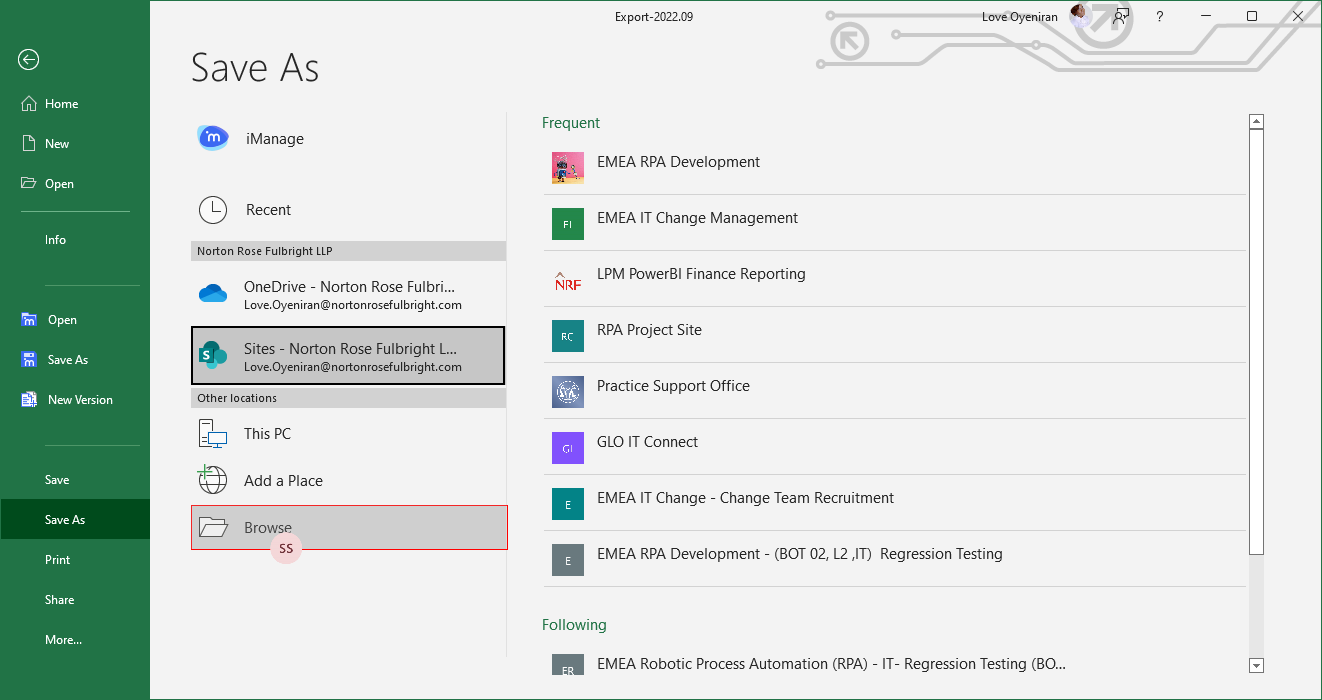 Export-2022.09
Love Oyeniran
?
Save As
Home
New
Open
Info
Open
Save As
New Version
Save
Save As
Print
Share
More...
iManage
Recent
Norton Rose Fulbright LLP
OneDrive - Norton Rose Fulbri...
Love.Oyeniran@nortonrosefulbright.com
Sites - Norton Rose Fulbright L...
Love.Oyeniran@nortonrosefulbright.com
Other locations
This PC
Add a Place
Browse
SS
Frequent
EMEA RPA Development
FI EMEA IT Change Management
NRF LPM PowerBI Finance Reporting
RC RPA Project Site
Practice Support Office
GI GLO IT Connect
E EMEA IT Change - Change Team Recruitment
E EMEA RPA Development - (BOT 02, L2 ,IT)  Regression Testing
Following
ER EMEA Robotic Process Automation (RPA) - IT- Regression Testing (BO...